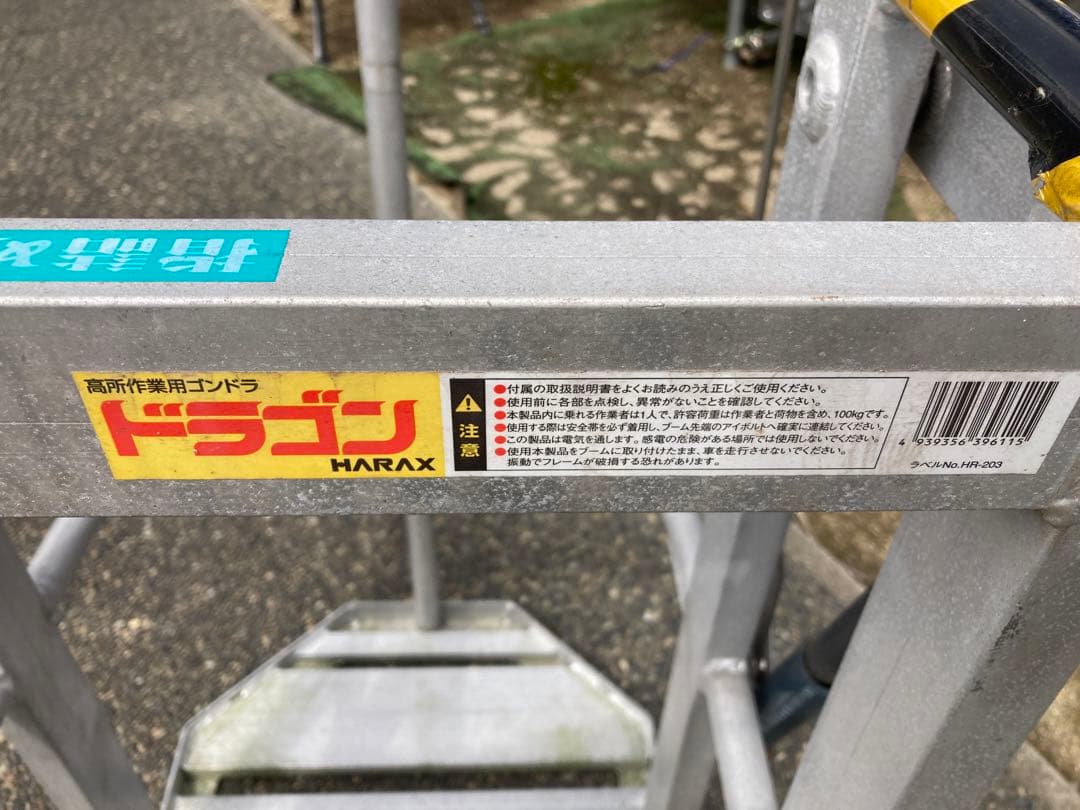 指詰め
高所作業用ゴンドラ
ドラゴン
HARAX
注意
●付属の取扱説明書をよくお読みのうえ正しくご使用ください。
●使用前に各部を点検し、異常がないことを確認してください。
●本製品内に乗れる作業者は1人で、許容荷重は作業者と荷物を含め、100kgです。
●使用する際は安全帯を必ず着用し、ブーム先端のアイボルトへ確実に連結してください。
●この製品は電気を通します。感電の危険がある場所では使用しないでください。
●使用本製品をブームに取り付けたまま、車を走行させないでください。
振動でフレームが破損する恐れがあります。
4 939356 396115
ラベルNo.HR-203